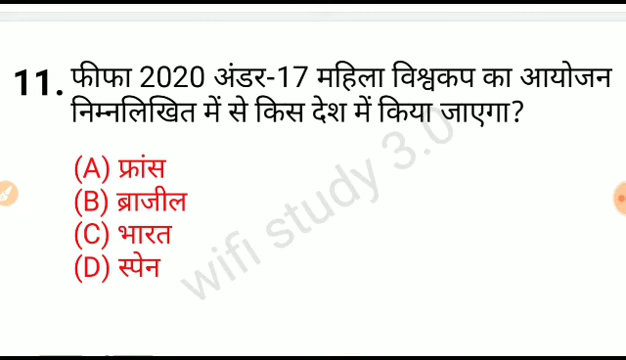 11. फीफा 2020 अंडर-17 महिला विश्वकप का आयोजन
निम्नलिखित में से किस देश में किया जाएगा?
(A) फ्रांस
(B) ब्राजील
(C) भारत
(D) स्पेन
wifi study 3.0